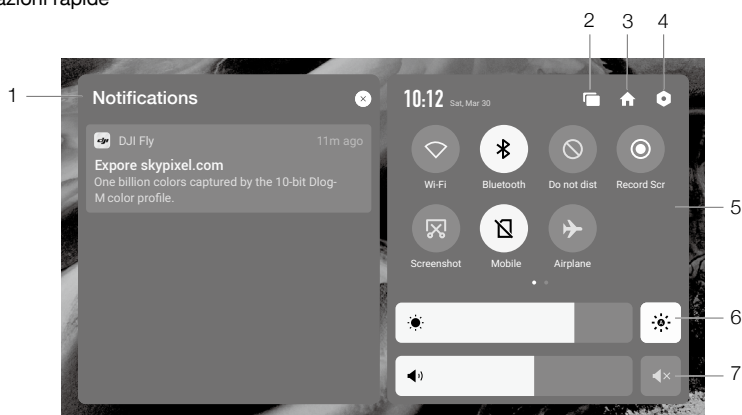 azioni rapide
2 3 4
1
Notifications
10:12 Sat, Mar 30
DJI Fly 11m ago
Expore skypixel.com
One billion colors captured by the 10-bit Dlog-
M color profile.
Wi-Fi Bluetooth Do not dist Record Scr
5
Screenshot Mobile Airplane
6
7